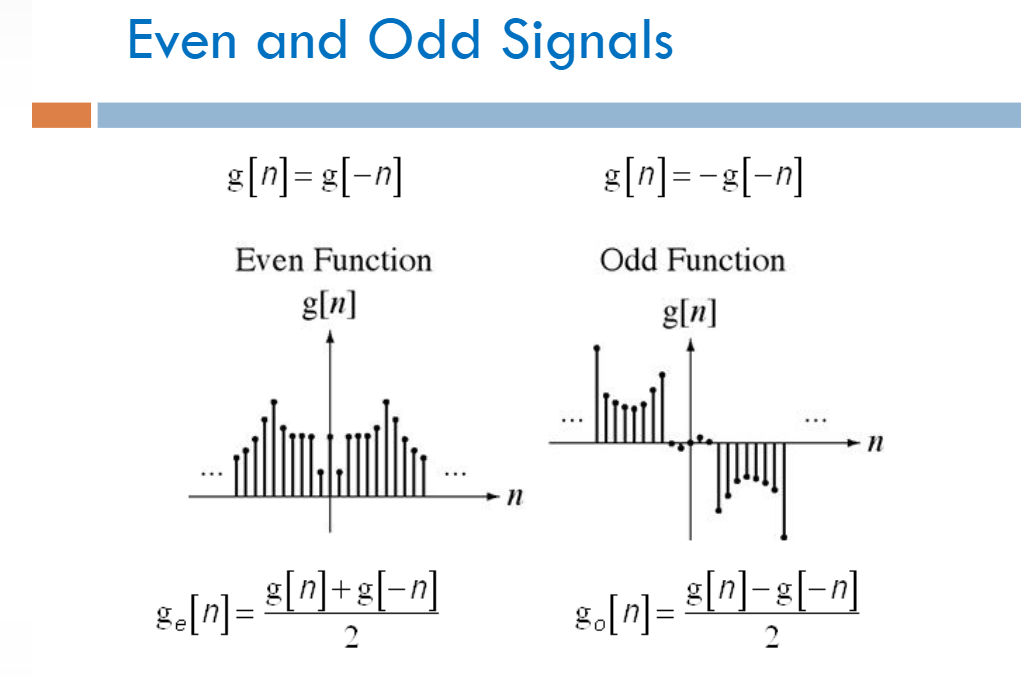 Even and Odd Signals
g[n]= g[−n]
g[n]= −g[−n]
Even Function
Odd Function
g[n]
g[n]
...
...
n
...
...
n
gₑ[n]= g[n]+g[−n]
2
gₒ[n]= g[n]−g[−n]
2